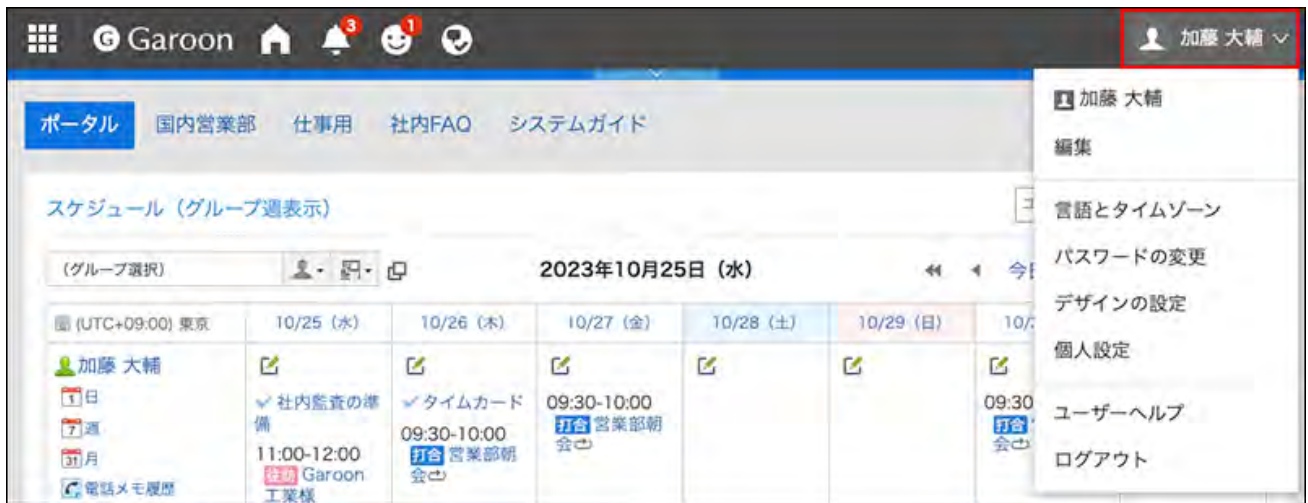 Garoon 3 1 加藤 大輔
加藤 大輔
ポータル 国内営業部 仕事用 社内FAQ システムガイド
編集
スケジュール（グループ週表示）
言語とタイムゾーン
(グループ選択) 2023年10月25日（水） 今日
パスワードの変更
デザインの設定
(UTC+09:00) 東京 10/25（水） 10/26（木） 10/27（金） 10/28（土） 10/29（日） 10/
個人設定
加藤 大輔
日 社内監査の準 タイムカード 09:30-10:00 09:30
週 備 09:30-10:00 打合 営業部朝 打合
ユーザーヘルプ
月 11:00-12:00 打合 営業部朝 会 会
往訪 Garoon 会
ログアウト
電話メモ履歴 工業様